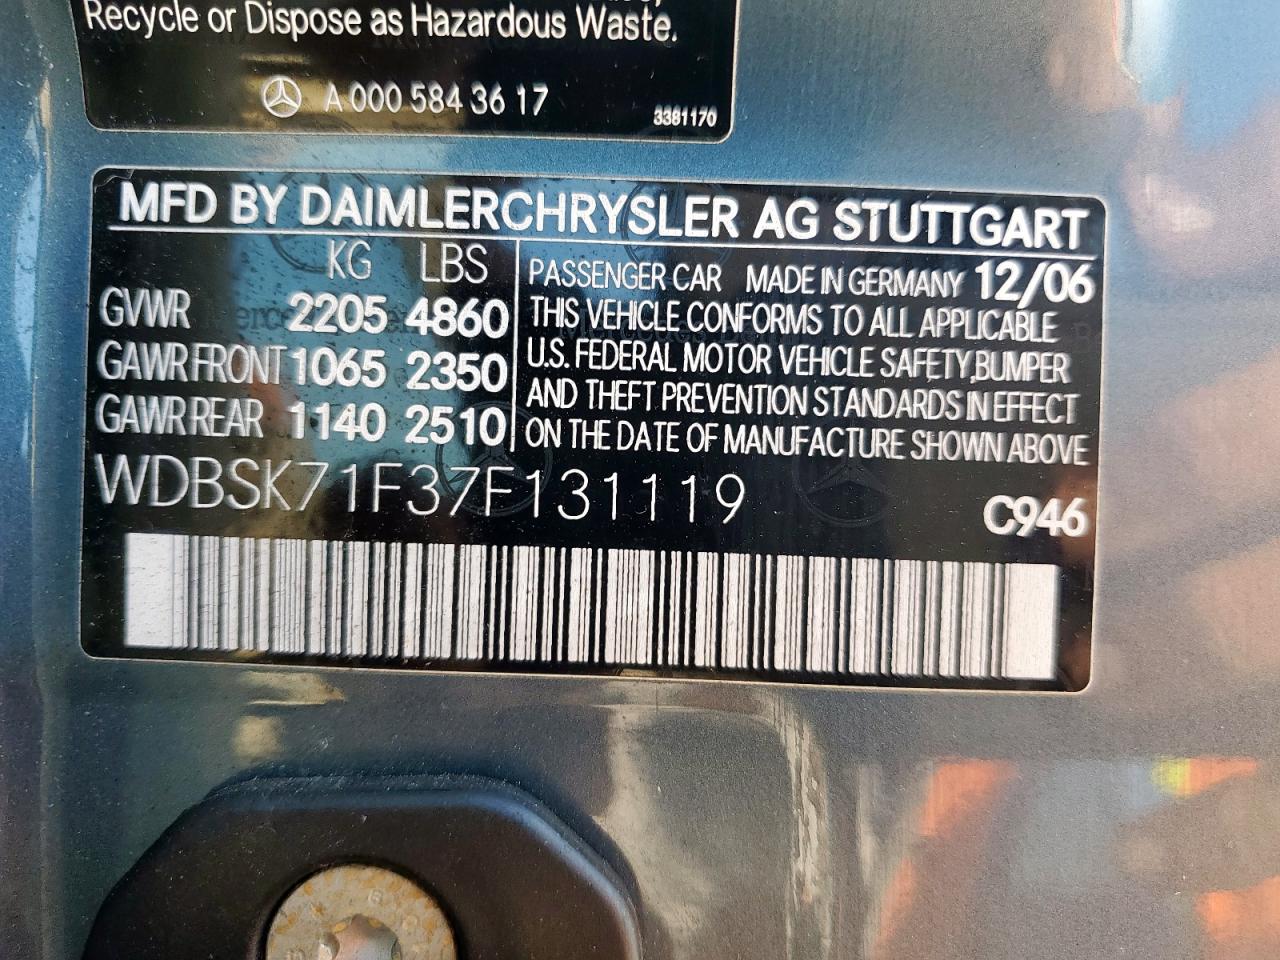 Recycle or Dispose as Hazardous Waste.
A 000 584 36 17
3381170
MFD BY DAIMLERCHRYSLER AG STUTTGART
KG LBS
GVWR 2205 4860
GAWR FRONT 1065 2350
GAWR REAR 1140 2510
PASSENGER CAR MADE IN GERMANY 12/06
THIS VEHICLE CONFORMS TO ALL APPLICABLE
U.S. FEDERAL MOTOR VEHICLE SAFETY,BUMPER
AND THEFT PREVENTION STANDARDS IN EFFECT
ON THE DATE OF MANUFACTURE SHOWN ABOVE
WDBSK71F37F131119
C946